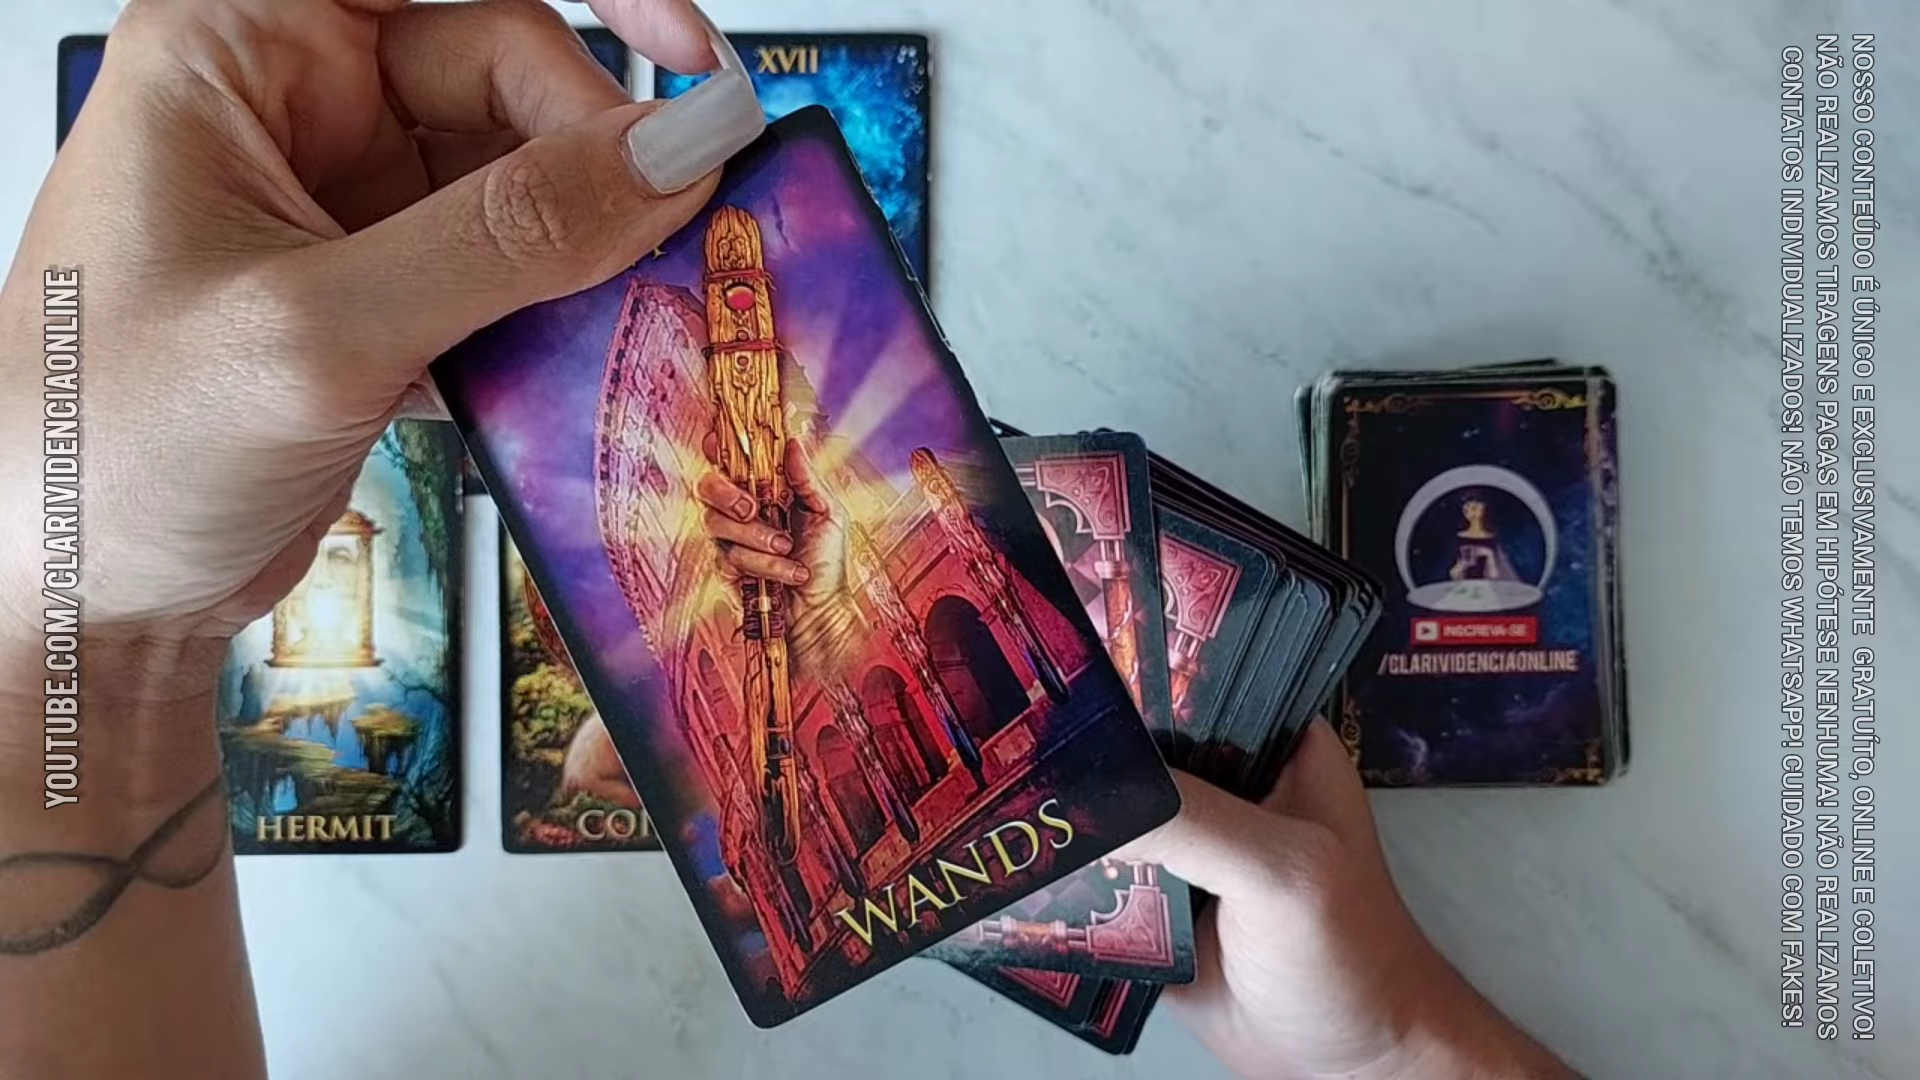 XVII
HERMIT
WANDS
INSCREVA-SE
/CLARIVIDENCIAONLINE
YOUTUBE.COM/CLARIVIDENCIAONLINE
NOSSO CONTEÚDO É ÚNICO E EXCLUSIVAMENTE GRATUÍTO, ONLINE E COLETIVO!
NÃO REALIZAMOS TIRAGENS PAGAS EM HIPÓTESE NENHUMA! NÃO REALIZAMOS
CONTATOS INDIVIDUALIZADOS! NÃO TEMOS WHATSAPP! CUIDADO COM FAKES!